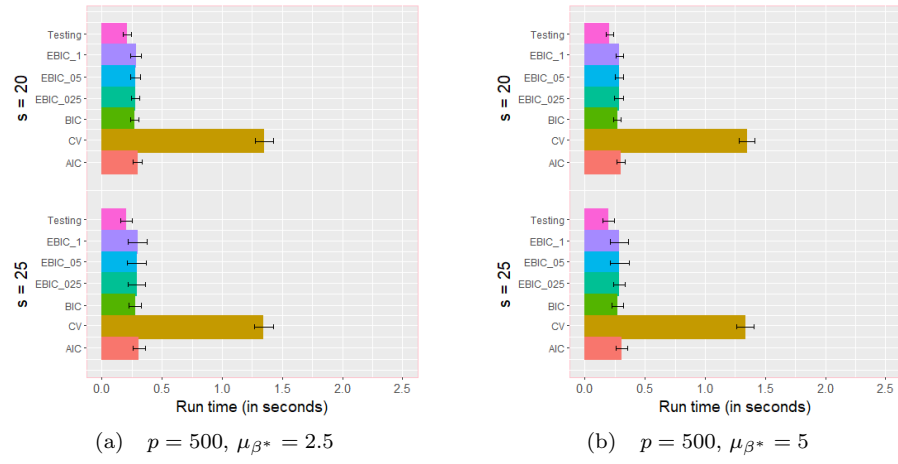 s = 20
Testing
EBIC_1
EBIC_05
EBIC_025
BIC
CV
AIC
s = 25
Testing
EBIC_1
EBIC_05
EBIC_025
BIC
CV
AIC
0.0 0.5 1.0 1.5 2.0 2.5
Run time (in seconds)
(a) p = 500, μβ* = 2.5
s = 20
Testing
EBIC_1
EBIC_05
EBIC_025
BIC
CV
AIC
s = 25
Testing
EBIC_1
EBIC_05
EBIC_025
BIC
CV
AIC
0.0 0.5 1.0 1.5 2.0 2.5
Run time (in seconds)
(b) p = 500, μβ* = 5